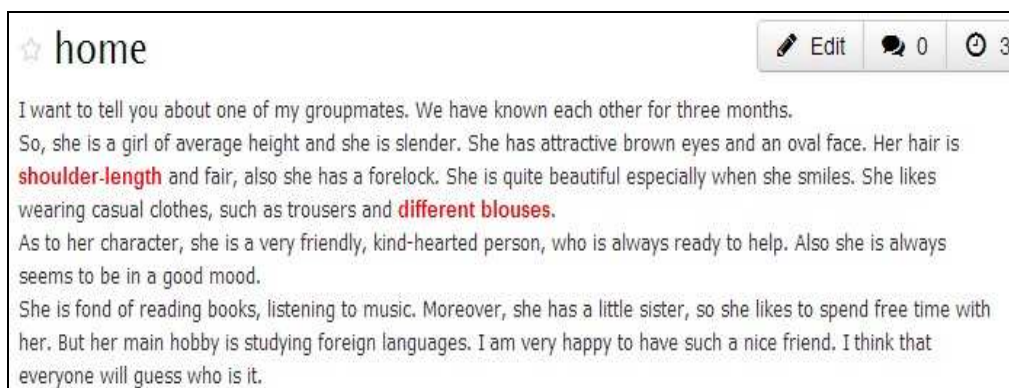 home
Edit
0
3
I want to tell you about one of my groupmates. We have known each other for three months.
So, she is a girl of average height and she is slender. She has attractive brown eyes and an oval face. Her hair is
shoulder-length and fair, also she has a forelock. She is quite beautiful especially when she smiles. She likes
wearing casual clothes, such as trousers and different blouses.
As to her character, she is a very friendly, kind-hearted person, who is always ready to help. Also she is always
seems to be in a good mood.
She is fond of reading books, listening to music. Moreover, she has a little sister, so she likes to spend free time with
her. But her main hobby is studying foreign languages. I am very happy to have such a nice friend. I think that
everyone will guess who is it.